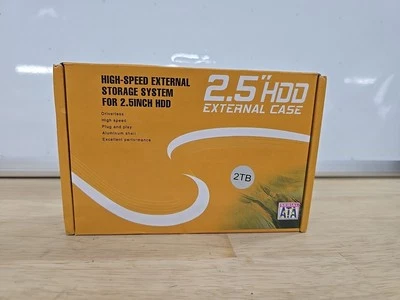 HIGH-SPEED EXTERNAL
STORAGE SYSTEM
FOR 2.5INCH HDD
Driverless
High speed
Plug and play
Aluminum shell
Excellent performance
2.5"HDD
EXTERNAL CASE
2TB
ATA